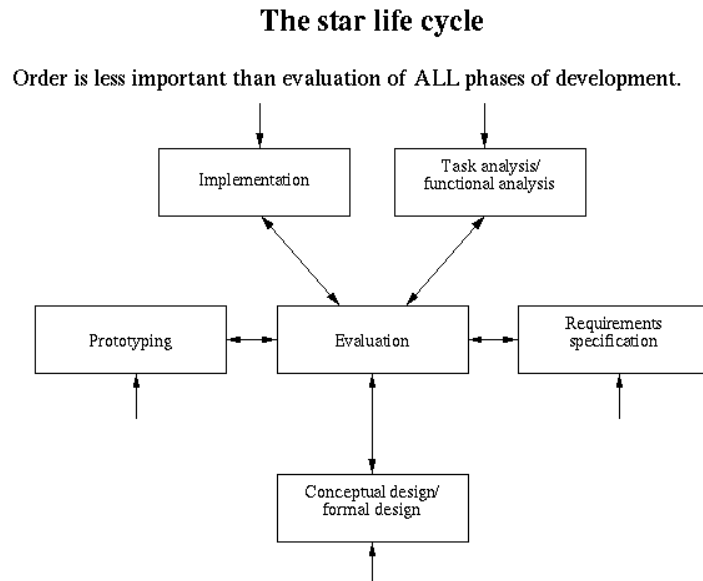 The star life cycle
Order is less important than evaluation of ALL phases of development.
Implementation
Task analysis/
functional analysis
Prototyping
Evaluation
Requirements
specification
Conceptual design/
formal design